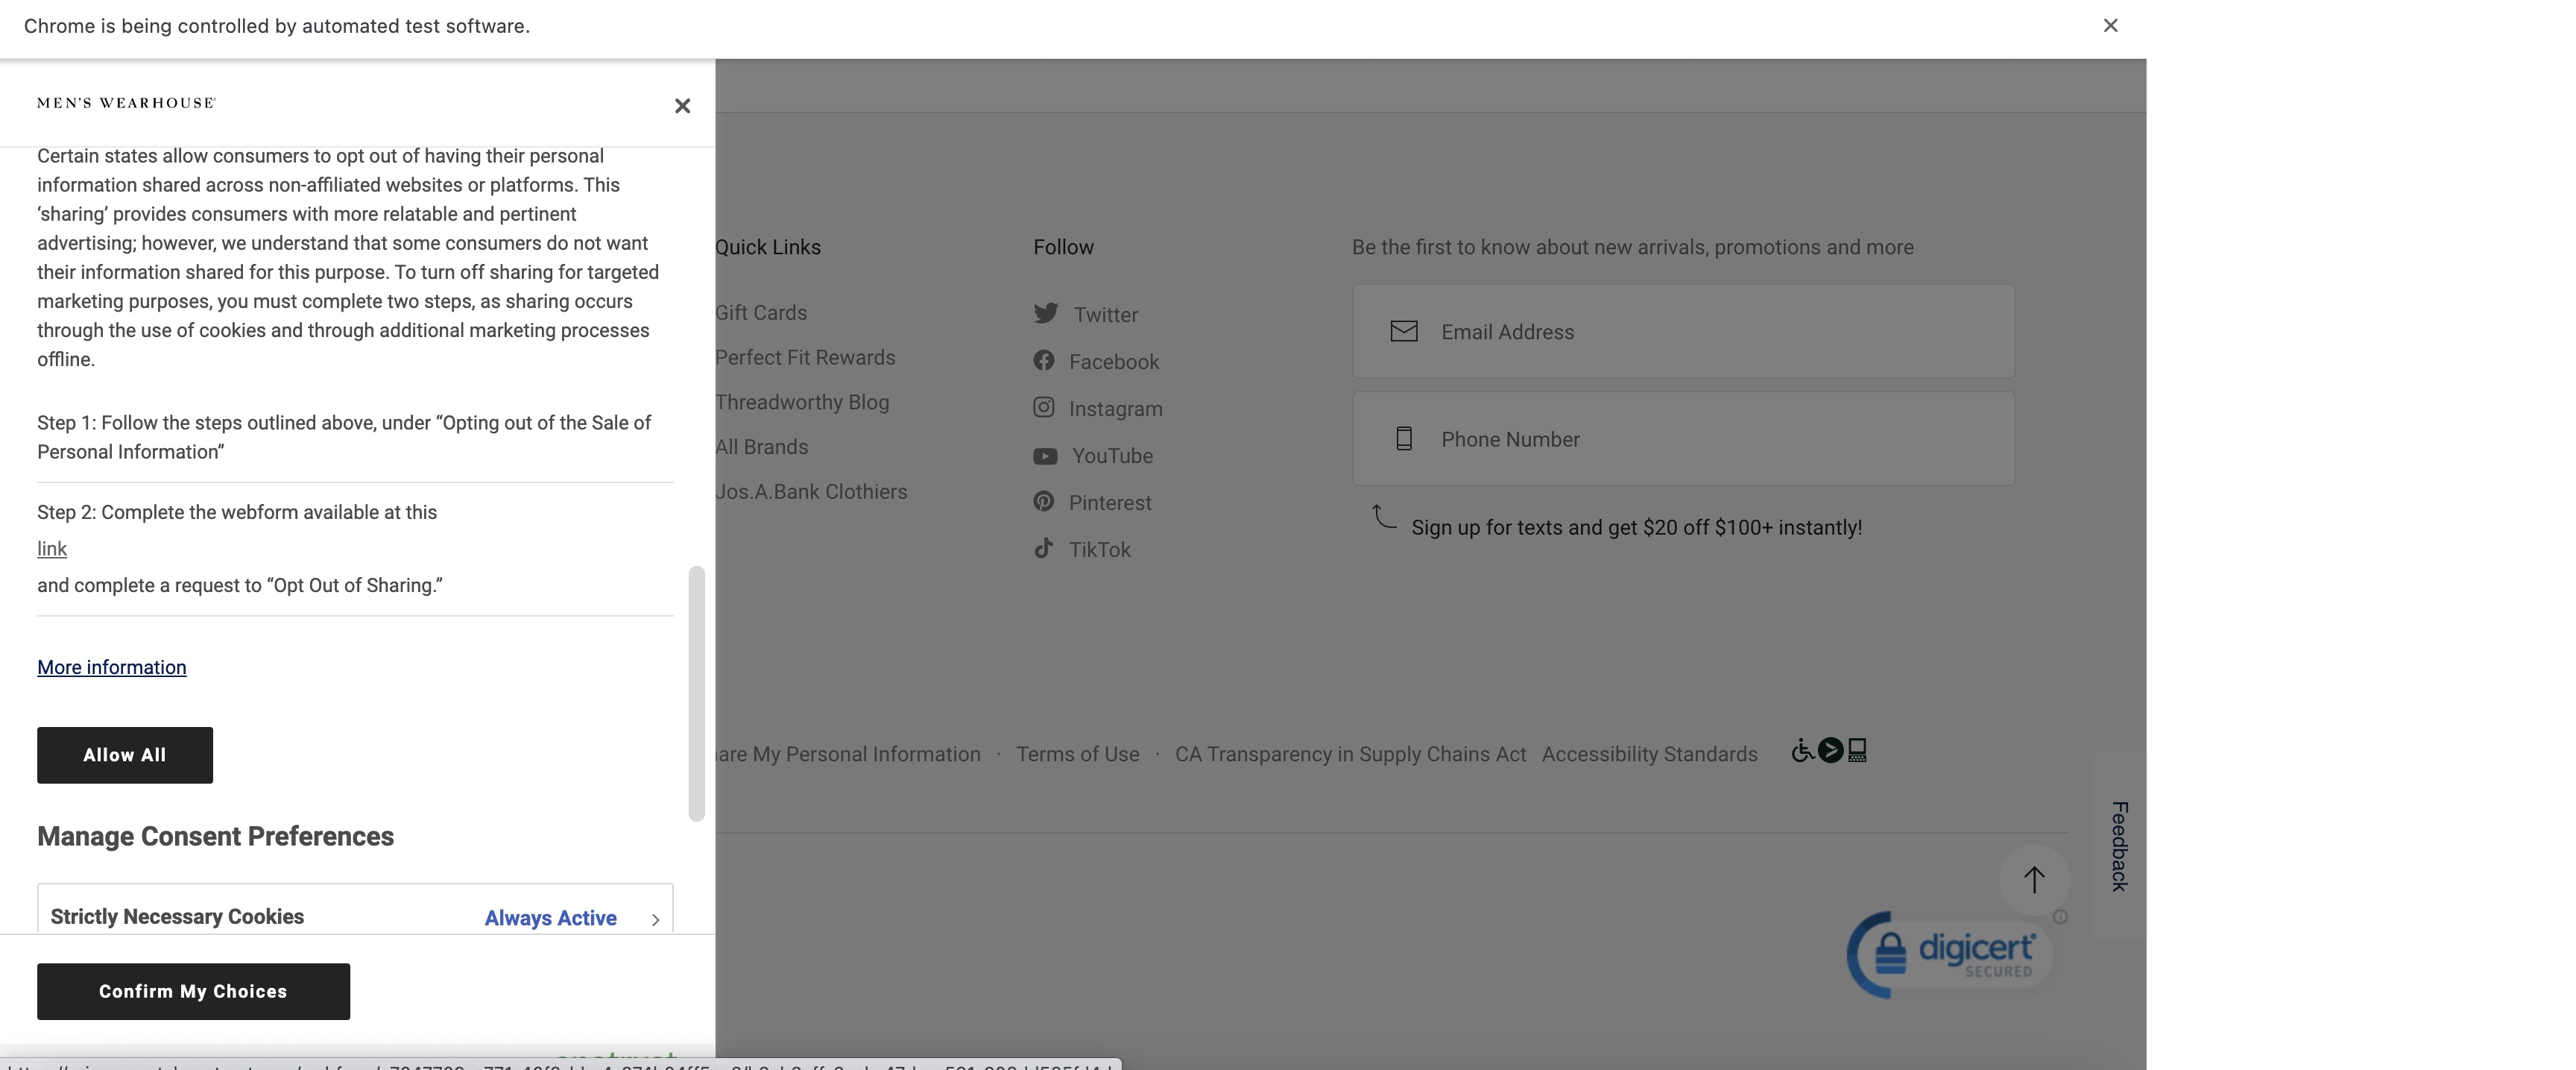 Chrome is being controlled by automated test software.
MEN'S WEARHOUSE®
Certain states allow consumers to opt out of having their personal
information shared across non-affiliated websites or platforms. This
‘sharing’ provides consumers with more relatable and pertinent
advertising; however, we understand that some consumers do not want
their information shared for this purpose. To turn off sharing for targeted
marketing purposes, you must complete two steps, as sharing occurs
through the use of cookies and through additional marketing processes
offline.
Step 1: Follow the steps outlined above, under “Opting out of the Sale of
Personal Information”
Step 2: Complete the webform available at this
link
and complete a request to “Opt Out of Sharing.”
More information
Allow All
Manage Consent Preferences
Strictly Necessary Cookies Always Active
Confirm My Choices
Quick Links
Gift Cards
Perfect Fit Rewards
Threadworthy Blog
All Brands
Jos.A.Bank Clothiers
Follow
Twitter
Facebook
Instagram
YouTube
Pinterest
TikTok
Be the first to know about new arrivals, promotions and more
Email Address
Phone Number
Sign up for texts and get $20 off $100+ instantly!
are My Personal Information · Terms of Use · CA Transparency in Supply Chains Act Accessibility Standards
Feedback
digicert®
SECURED